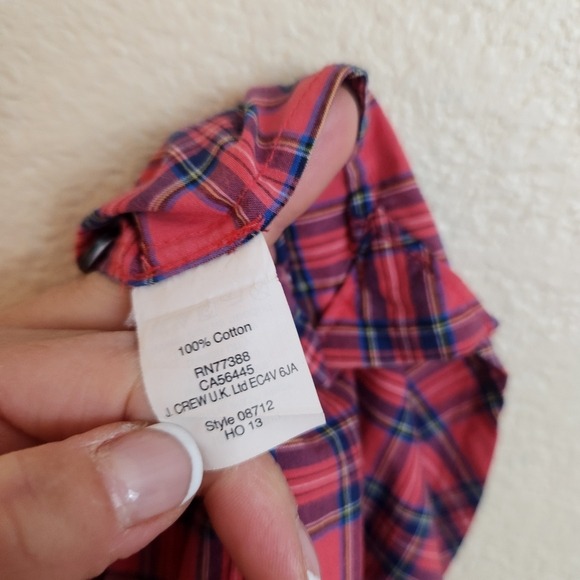 100% Cotton
RN77388
CA56445
J. CREW U.K. Ltd EC4V 6JA
Style 08712
HO 13